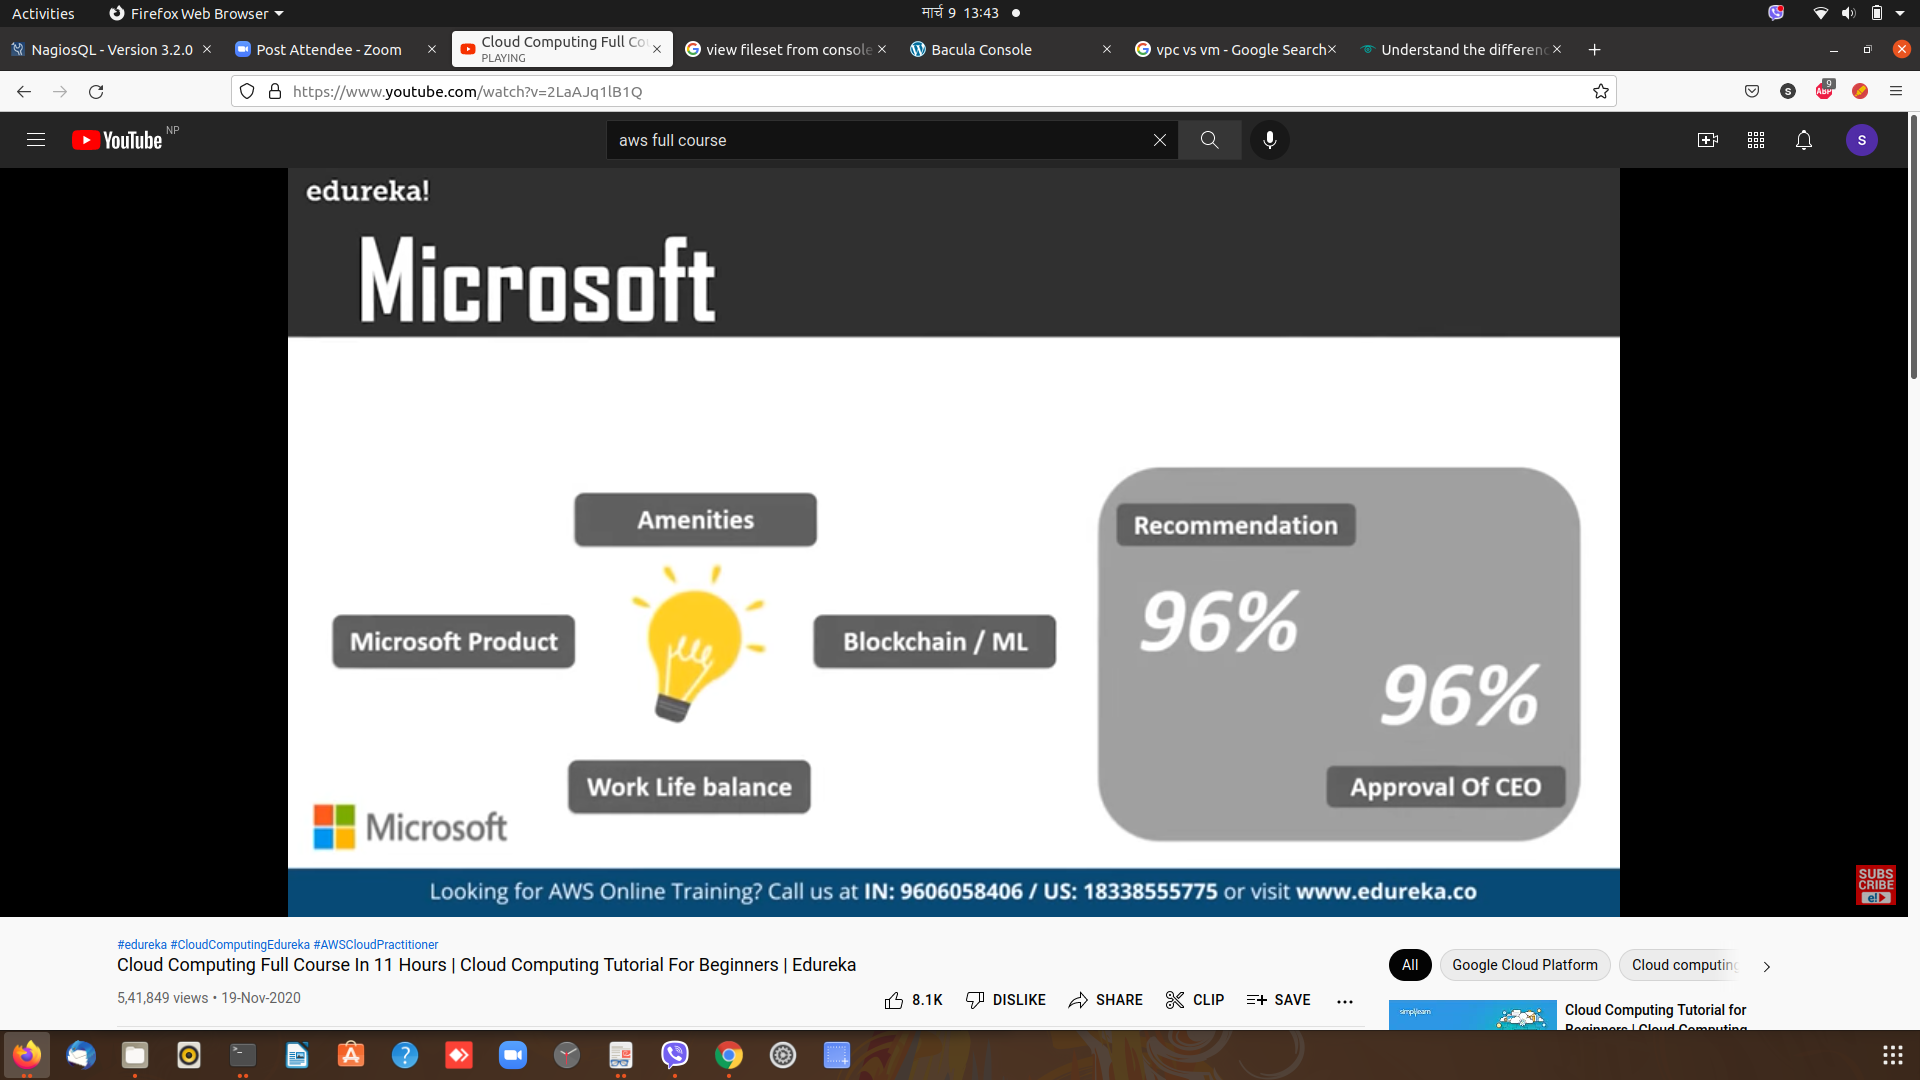 Activities
Firefox Web Browser
मार्च 9 13:43
NagiosQL - Version 3.2.0
Post Attendee - Zoom
Cloud Computing Full Co
PLAYING
view fileset from console
Bacula Console
vpc vs vm - Google Search
Understand the differenc
https://www.youtube.com/watch?v=2LaAJq1lB1Q
S
ABP
9
YouTube NP
aws full course
S
edureka!
Microsoft
Amenities
Microsoft Product
Blockchain / ML
Work Life balance
Recommendation
96%
96%
Approval Of CEO
Microsoft
Looking for AWS Online Training? Call us at IN: 9606058406 / US: 18338555775 or visit www.edureka.co
SUBS
CRIBE
e!
#edureka #CloudComputingEdureka #AWSCloudPractitioner
Cloud Computing Full Course In 11 Hours | Cloud Computing Tutorial For Beginners | Edureka
5,41,849 views • 19-Nov-2020
8.1K
DISLIKE
SHARE
CLIP
SAVE
All
Google Cloud Platform
Cloud computing
simplilearn
Cloud Computing Tutorial for
Beginners | Cloud Computing